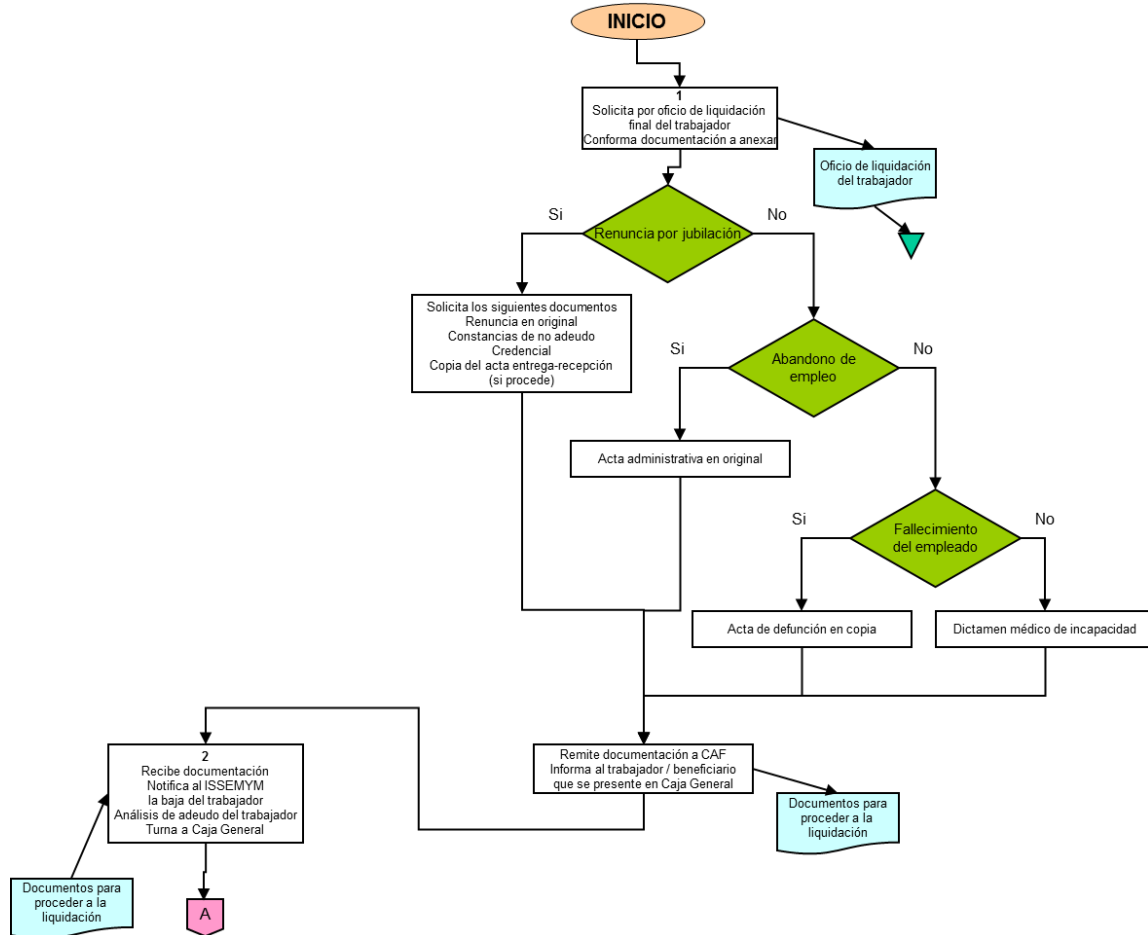 INICIO
1
Solicita por oficio de liquidación
final del trabajador
Conforma documentación a anexar
Oficio de liquidación
del trabajador
Si
Renuncia por jubilación
No
Solicita los siguientes documentos
Renuncia en original
Constancias de no adeudo
Credencial
Copia del acta entrega-recepción
(si procede)
Si
Abandono de
empleo
No
Acta administrativa en original
Si
Fallecimiento
del empleado
No
Acta de defunción en copia
Dictamen médico de incapacidad
2
Recibe documentación
Notifica al ISSEMYM
la baja del trabajador
Análisis de adeudo del trabajador
Turna a Caja General
Remite documentación a CAF
Informa al trabajador / beneficiario
que se presente en Caja General
Documentos para
proceder a la
liquidación
Documentos para
proceder a la
liquidación
A